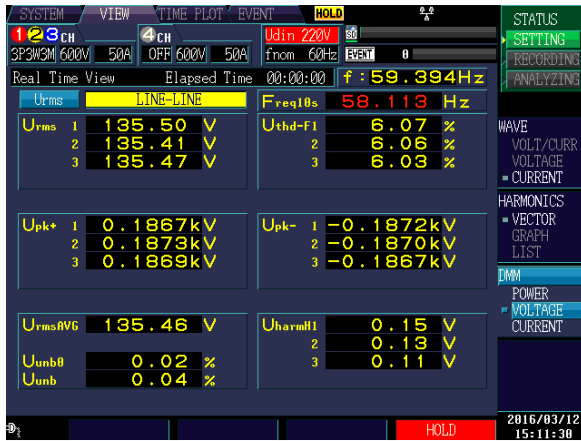 SYSTEM VIEW TIME PLOT EVENT HOLD
123CH 4CH Udin 220V
3P3W3M 600V 50A OFF 600V 50A fnom 60Hz EVENT 0
Real Time View Elapsed Time 00:00:00 f:59.394Hz
Urms LINE-LINE Freq10s 58.113 Hz
Urms 1 135.50 V Uthd-F1 6.07 %
2 135.41 V 2 6.06 %
3 135.47 V 3 6.03 %
Upk+ 1 0.1867kV Upk- 1 -0.1872kV
2 0.1873kV 2 -0.1870kV
3 0.1869kV 3 -0.1867kV
UrmsAVG 135.46 V UharmH1 0.15 V
2 0.13 V
Uunb0 0.02 % 3 0.11 V
Uunb 0.04 %
HOLD
STATUS
SETTING
RECORDING
ANALYZING
WAVE
VOLT/CURR
VOLTAGE
CURRENT
HARMONICS
VECTOR
GRAPH
LIST
DMM
POWER
VOLTAGE
CURRENT
2016/03/12
15:11:30